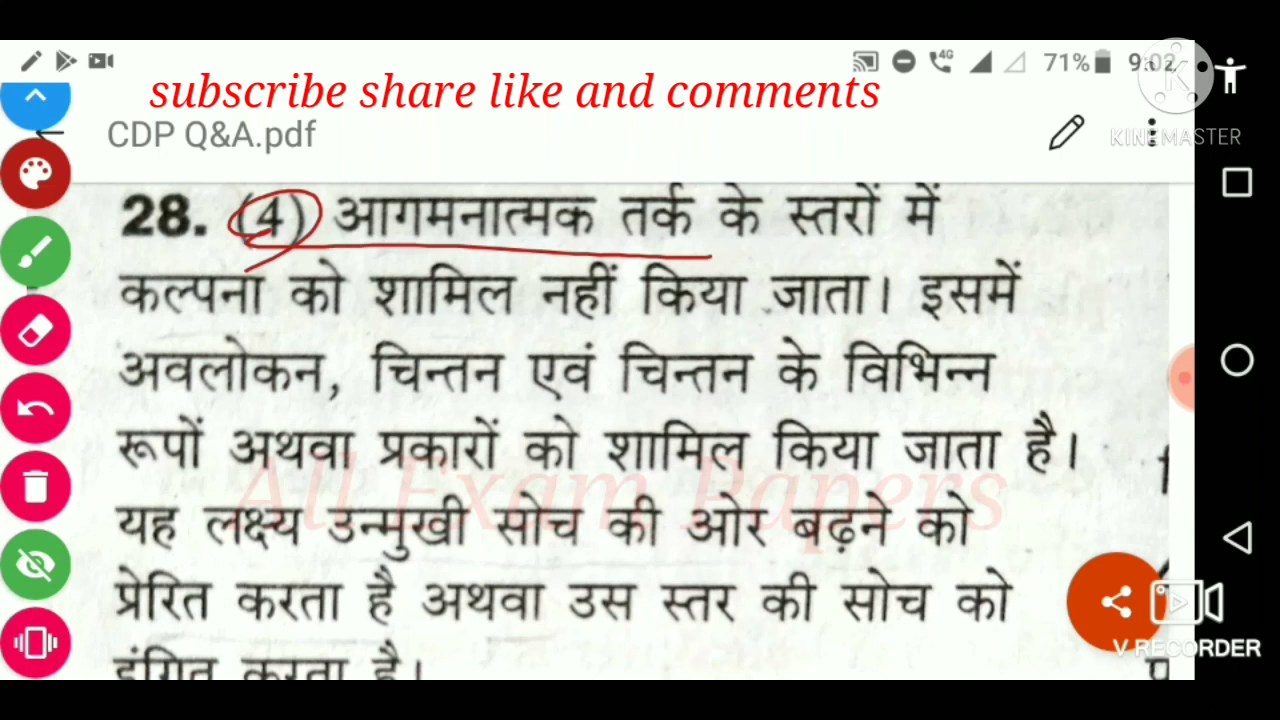 71% 9:02
subscribe share like and comments
CDP Q&A.pdf
KINEMASTER
28. (4) आगमनात्मक तर्क के स्तरों में
कल्पना को शामिल नहीं किया जाता। इसमें
अवलोकन, चिन्तन एवं चिन्तन के विभिन्न
रूपों अथवा प्रकारों को शामिल किया जाता है।
All Exam Papers
यह लक्ष्य उन्मुखी सोच की ओर बढ़ने को
प्रेरित करता है अथवा उस स्तर की सोच को
इंगित करता है।
V RECORDER